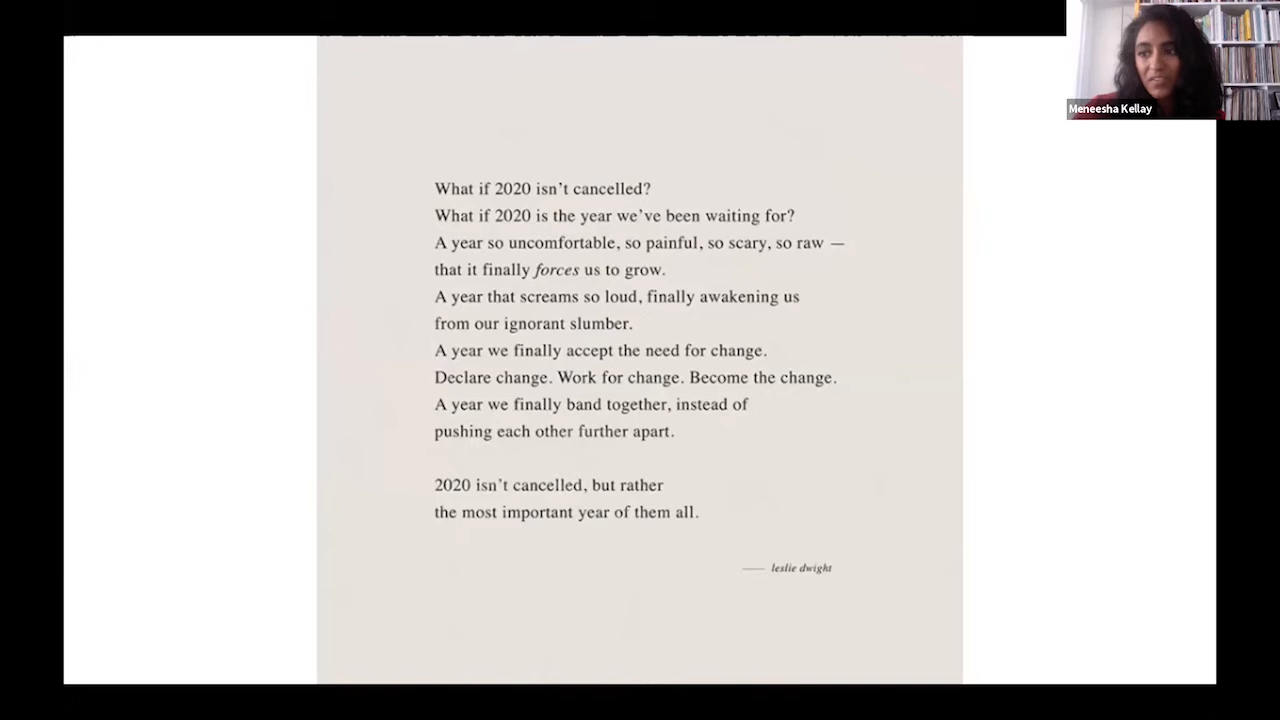 Meneesha Kellay
What if 2020 isn’t cancelled?
What if 2020 is the year we’ve been waiting for?
A year so uncomfortable, so painful, so scary, so raw —
that it finally forces us to grow.
A year that screams so loud, finally awakening us
from our ignorant slumber.
A year we finally accept the need for change.
Declare change. Work for change. Become the change.
A year we finally band together, instead of
pushing each other further apart.
2020 isn’t cancelled, but rather
the most important year of them all.
— leslie dwight